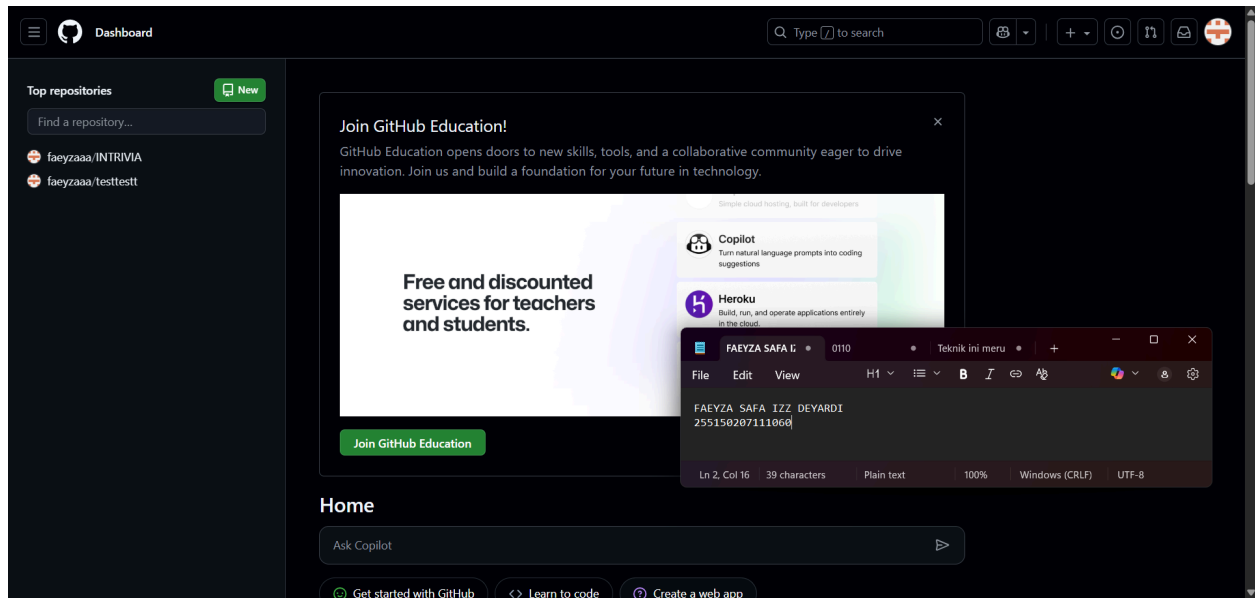 Dashboard
Type / to search
Top repositories
New
Find a repository...
faeyzaaa/INTRIVIA
faeyzaaa/testtestt
Join GitHub Education!
GitHub Education opens doors to new skills, tools, and a collaborative community eager to drive
innovation. Join us and build a foundation for your future in technology.
Free and discounted
services for teachers
and students.
Simple cloud hosting, built for developers
Copilot
Turn natural language prompts into coding
suggestions
Heroku
Build, run, and operate applications entirely
in the cloud.
Join GitHub Education
FAEYZA SAFA IZ
0110
Teknik ini meru
File Edit View H1 B I
FAEYZA SAFA IZZ DEYARDI
255150207111060
Ln 2, Col 16 39 characters Plain text 100% Windows (CRLF) UTF-8
Home
Ask Copilot
Get started with GitHub
Learn to code
Create a web app